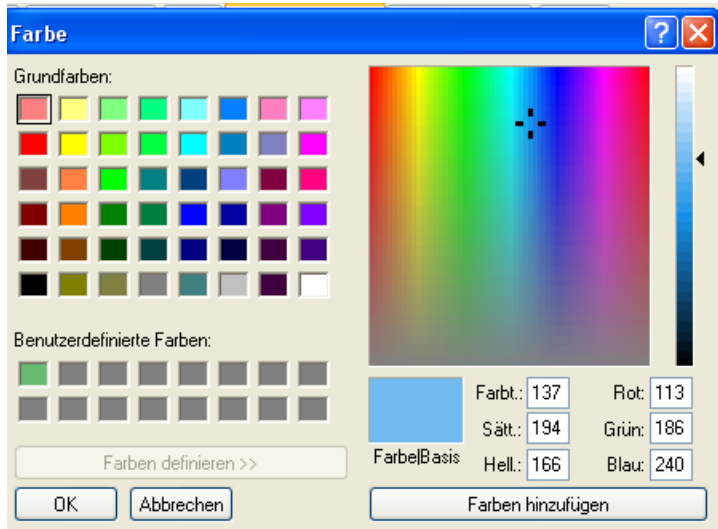 Farbe
Grundfarben:
Benutzerdefinierte Farben:
Farben definieren >>
OK
Abbrechen
Farbe|Basis
Farbt.: 137
Sätt.: 194
Hell.: 166
Rot: 113
Grün: 186
Blau: 240
Farben hinzufügen